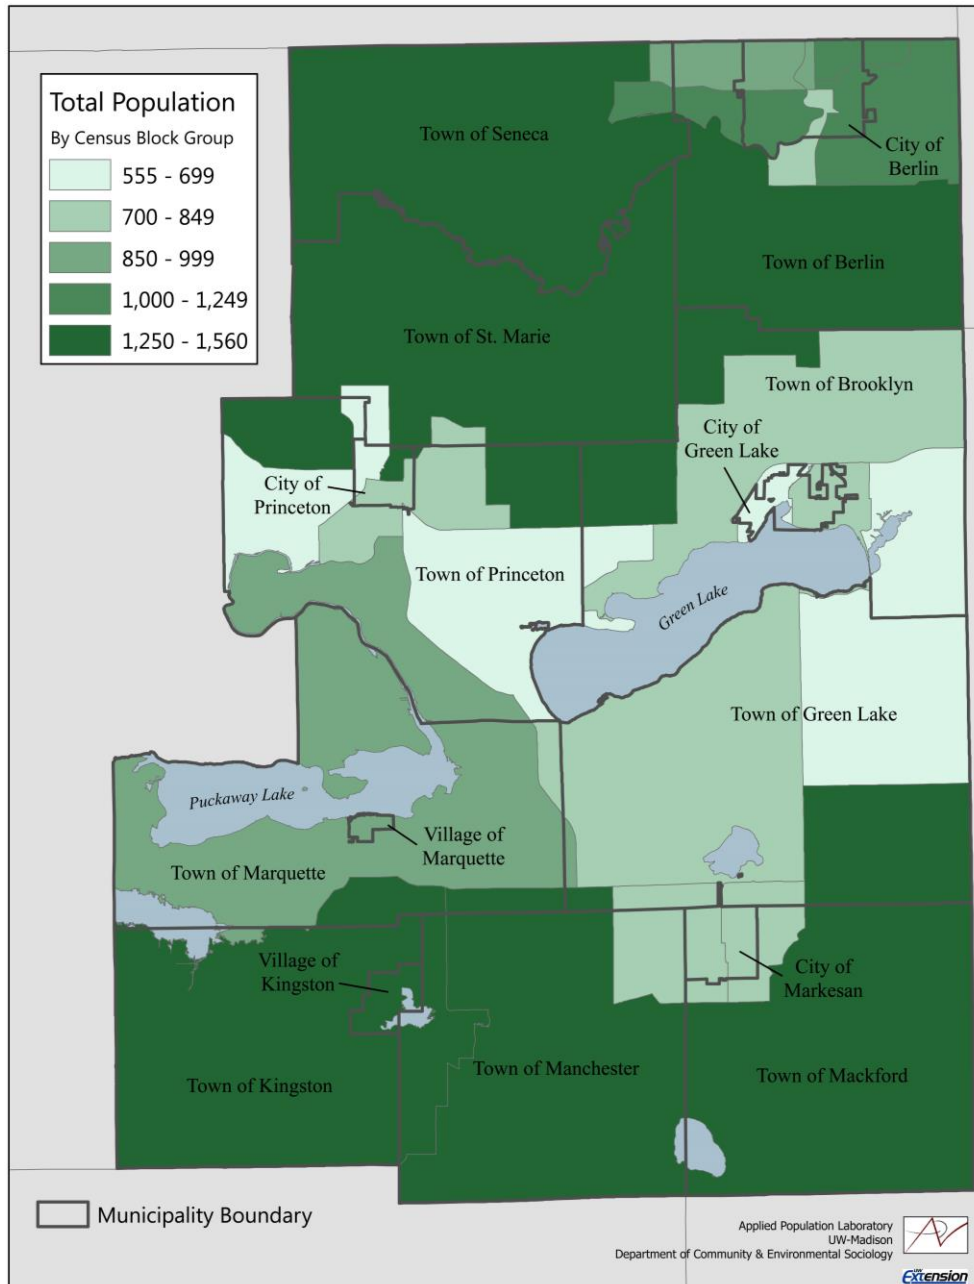 Total Population
By Census Block Group
555 - 699
700 - 849
850 - 999
1,000 - 1,249
1,250 - 1,560
Town of Seneca
City of
Berlin
Town of Berlin
Town of St. Marie
Town of Brooklyn
City of
Green Lake
City of
Princeton
Town of Princeton
Green Lake
Town of Green Lake
Puckaway Lake
Village of
Marquette
Town of Marquette
Village of
Kingston
City of
Markesan
Town of Kingston
Town of Manchester
Town of Mackford
Municipality Boundary
Applied Population Laboratory
UW-Madison
Department of Community & Environmental Sociology
UW
Extension